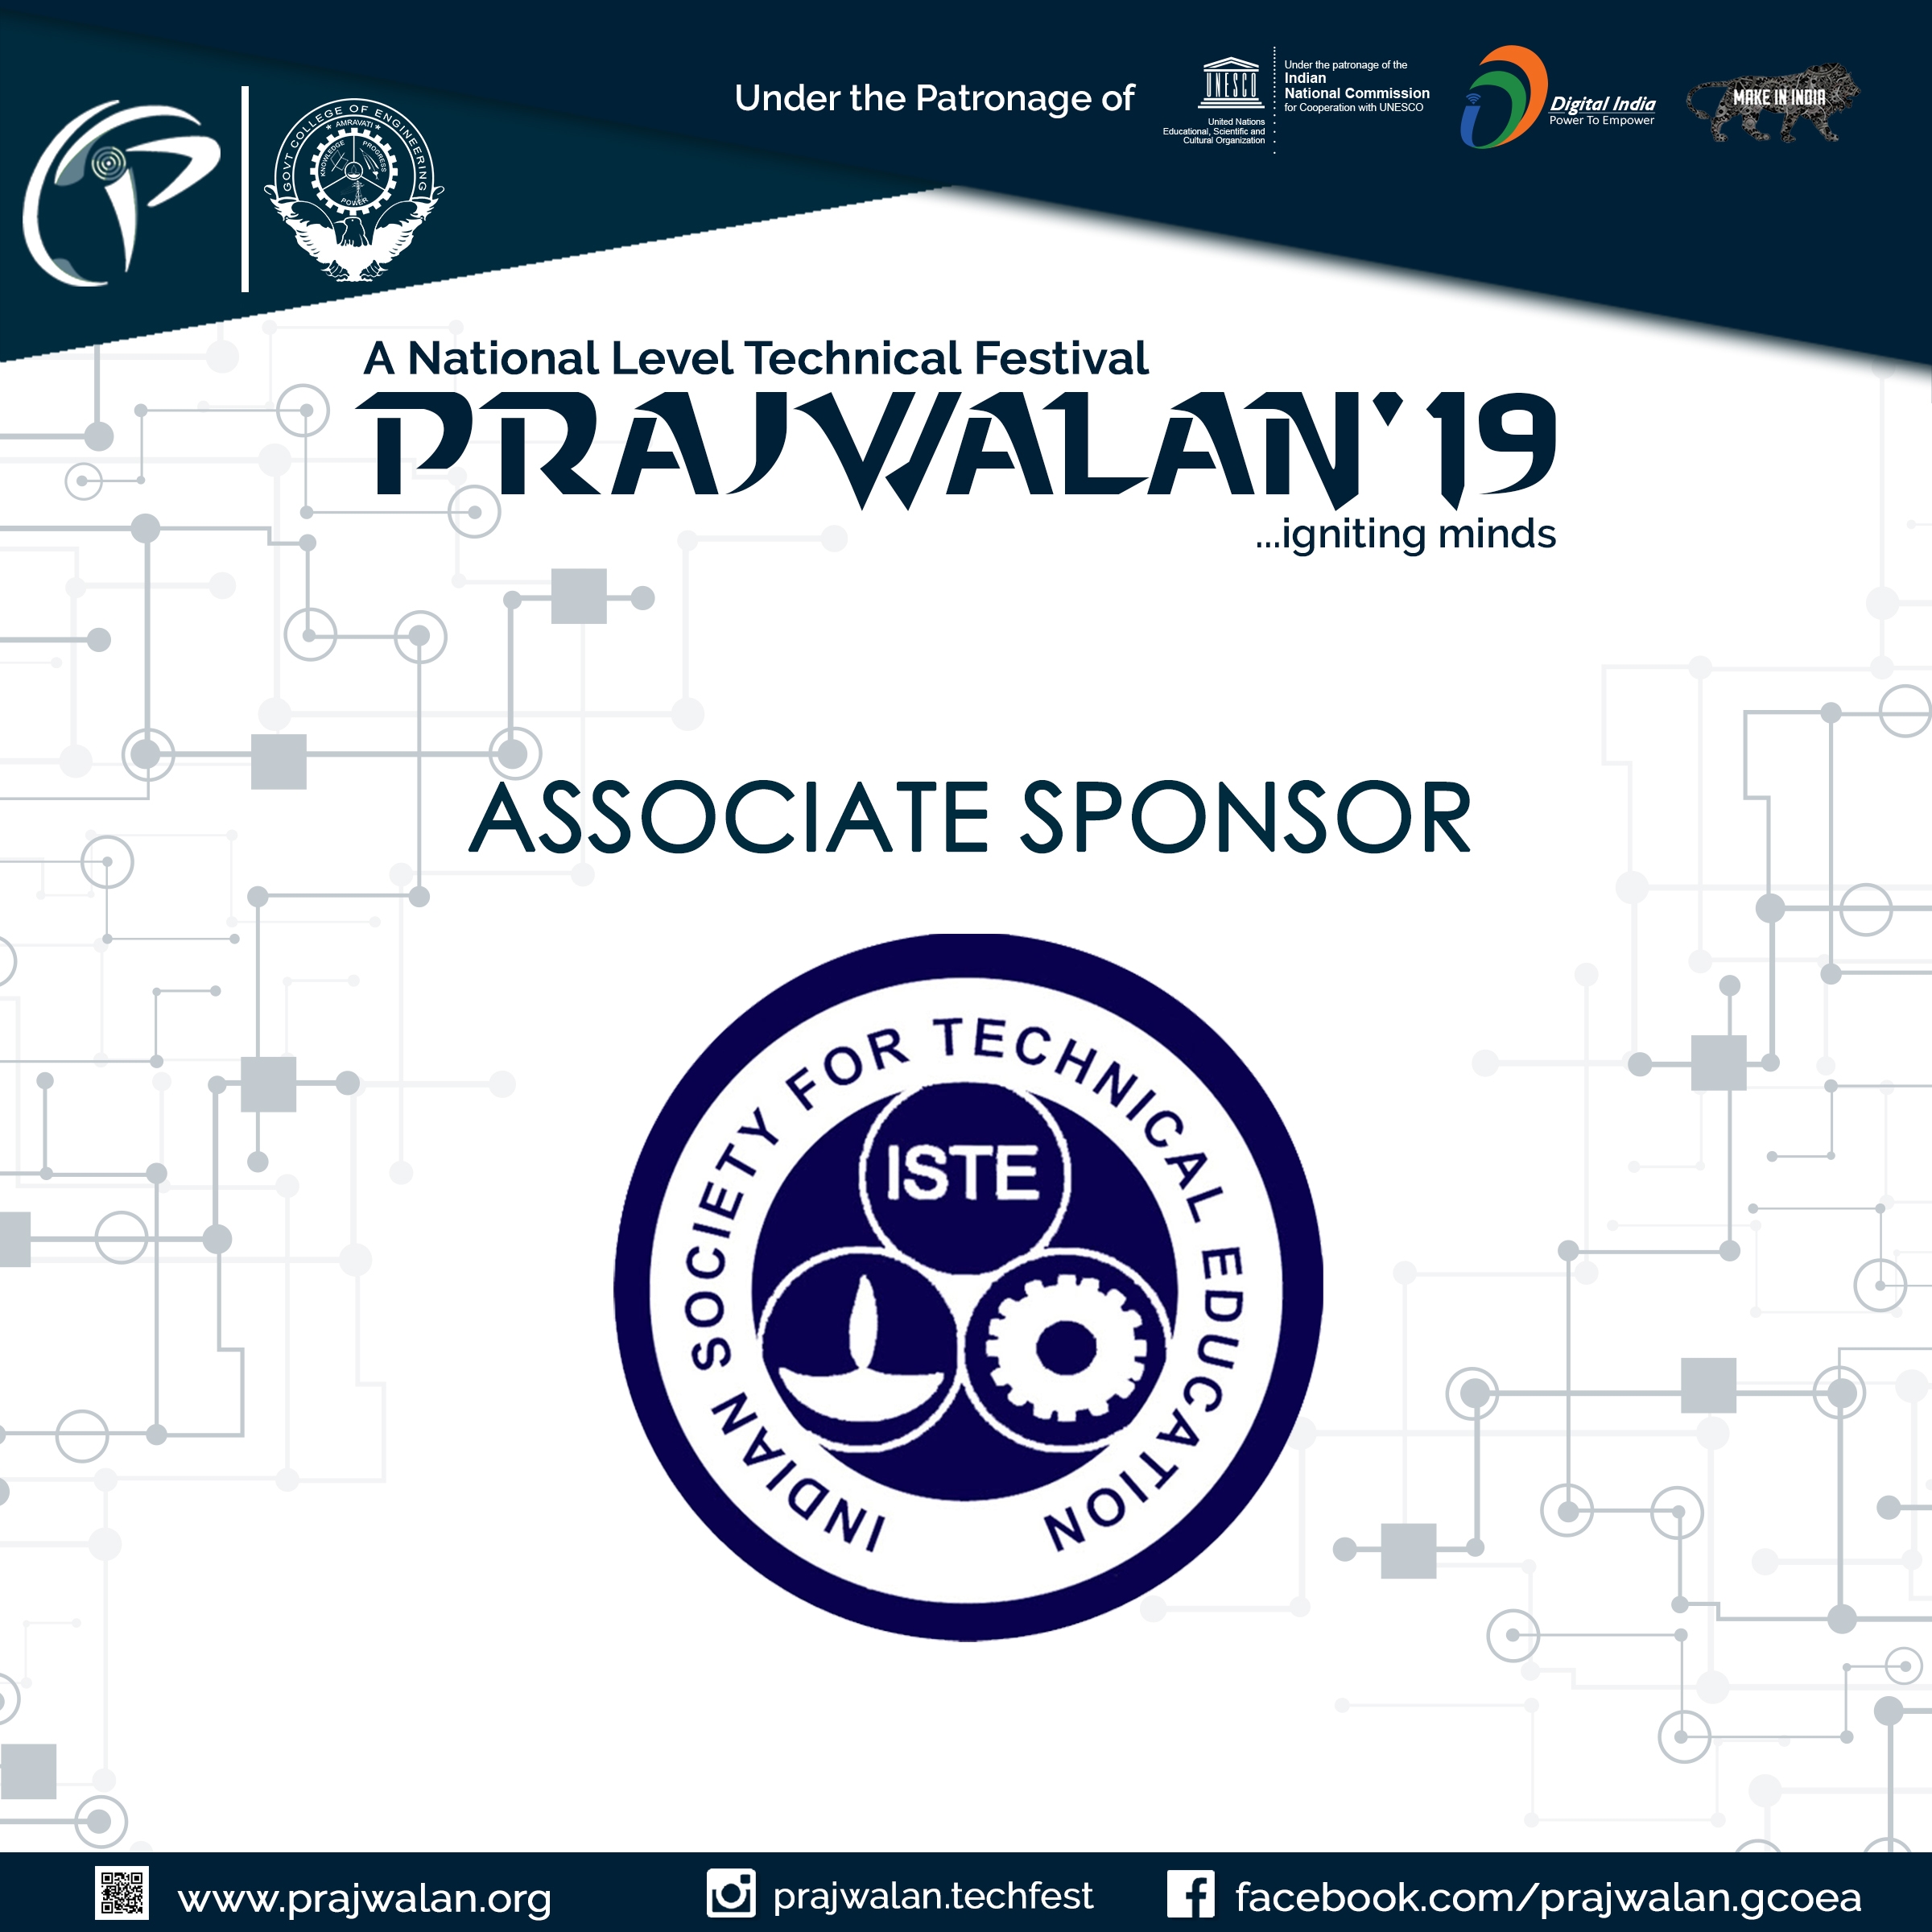 GOVT COLLEGE OF ENGINEERING
★ AMRAVATI ★
KNOWLEDGE
PROGRESS
POWER
Under the Patronage of
UNESCO
United Nations
Educational, Scientific and
Cultural Organization
Under the patronage of the
Indian
National Commission
for Cooperation with UNESCO
Digital India
Power To Empower
MAKE IN INDIA
A National Level Technical Festival
PRAJWALAN'19
...igniting minds
ASSOCIATE SPONSOR
INDIAN SOCIETY FOR TECHNICAL EDUCATION
ISTE
www.prajwalan.org
prajwalan.techfest
facebook.com/prajwalan.gcoea